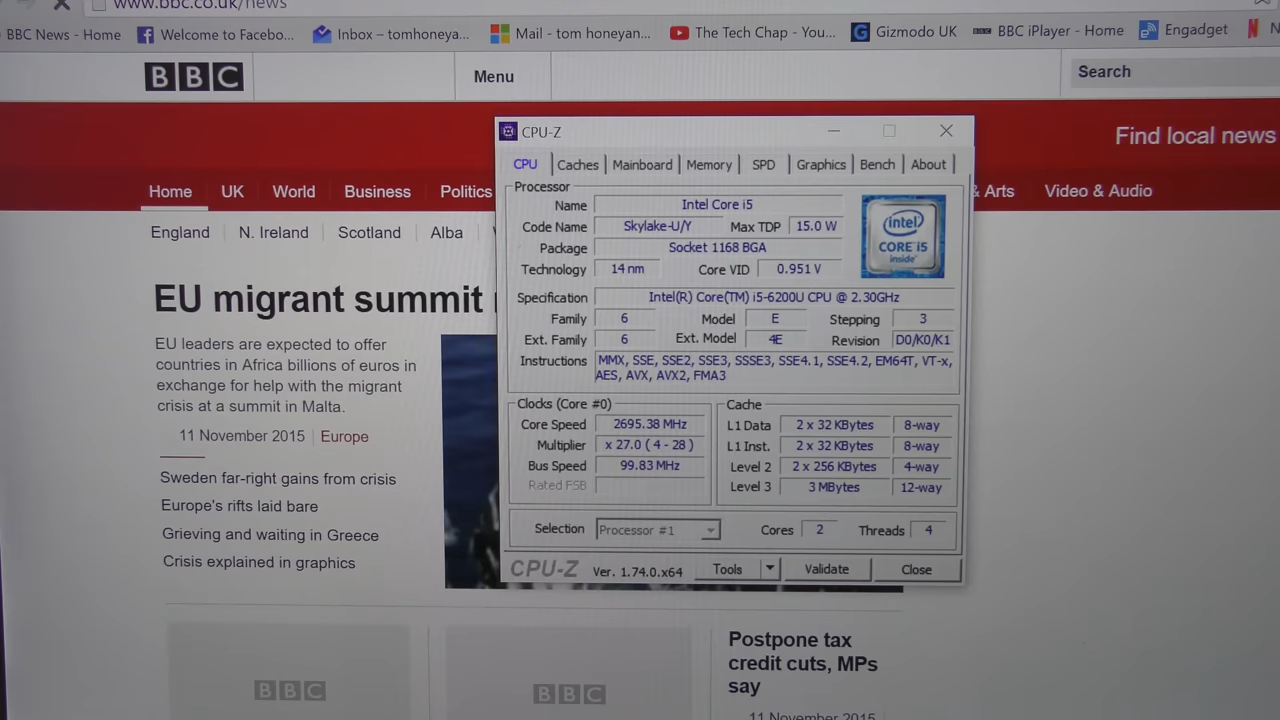 www.bbc.co.uk/news
BBC News - Home
Welcome to Facebo...
Inbox – tomhoneya...
Mail - tom honeyan...
The Tech Chap - You...
Gizmodo UK
BBC iPlayer - Home
Engadget
BBC
Menu
Search
Find local news
Home
UK
World
Business
Politics
& Arts
Video & Audio
England
N. Ireland
Scotland
Alba
EU migrant summit
EU leaders are expected to offer
countries in Africa billions of euros in
exchange for help with the migrant
crisis at a summit in Malta.
11 November 2015 Europe
Sweden far-right gains from crisis
Europe's rifts laid bare
Grieving and waiting in Greece
Crisis explained in graphics
CPU-Z
CPU Caches Mainboard Memory SPD Graphics Bench About
Processor
Name Intel Core i5
Code Name Skylake-U/Y Max TDP 15.0 W
Package Socket 1168 BGA
Technology 14 nm Core VID 0.951 V
intel
CORE i5
inside
Specification Intel(R) Core(TM) i5-6200U CPU @ 2.30GHz
Family 6 Model E Stepping 3
Ext. Family 6 Ext. Model 4E Revision D0/K0/K1
Instructions MMX, SSE, SSE2, SSE3, SSSE3, SSE4.1, SSE4.2, EM64T, VT-x,
AES, AVX, AVX2, FMA3
Clocks (Core #0)
Core Speed 2695.38 MHz
Multiplier x 27.0 ( 4 - 28 )
Bus Speed 99.83 MHz
Rated FSB
Cache
L1 Data 2 x 32 KBytes 8-way
L1 Inst. 2 x 32 KBytes 8-way
Level 2 2 x 256 KBytes 4-way
Level 3 3 MBytes 12-way
Selection Processor #1 Cores 2 Threads 4
CPU-Z Ver. 1.74.0.x64 Tools Validate Close
BBC
BBC
Postpone tax
credit cuts, MPs
say
11 November 2015